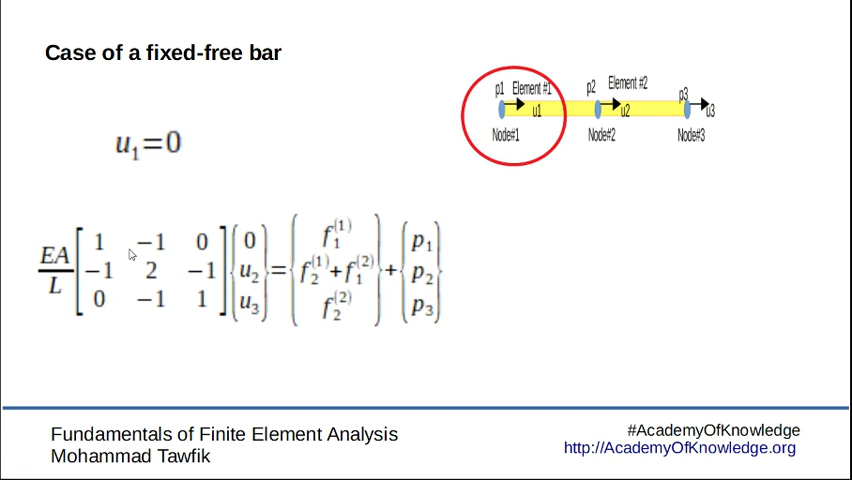 Case of a fixed-free bar
p1 Element #1 p2 Element #2 p3
u1 u2 u3
Node#1 Node#2 Node#3
u₁=0
EA/L [1 −1 0; −1 2 −1; 0 −1 1] {0; u₂; u₃} = {f₁⁽¹⁾; f₂⁽¹⁾+f₁⁽²⁾; f₂⁽²⁾} + {p₁; p₂; p₃}
Fundamentals of Finite Element Analysis
Mohammad Tawfik
#AcademyOfKnowledge
http://AcademyOfKnowledge.org